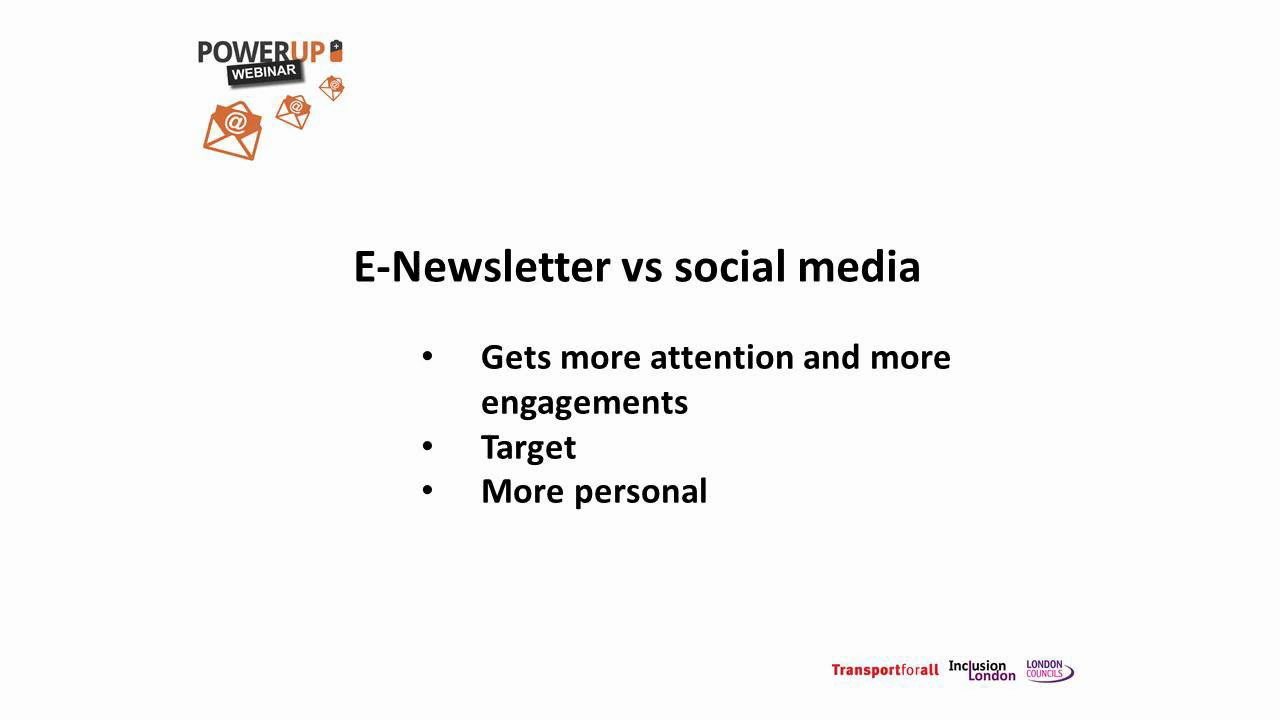 POWERUP
WEBINAR
@
@
@
E-Newsletter vs social media
• Gets more attention and more
engagements
• Target
• More personal
Transportforall
Inclusion
London
LONDON
COUNCILS